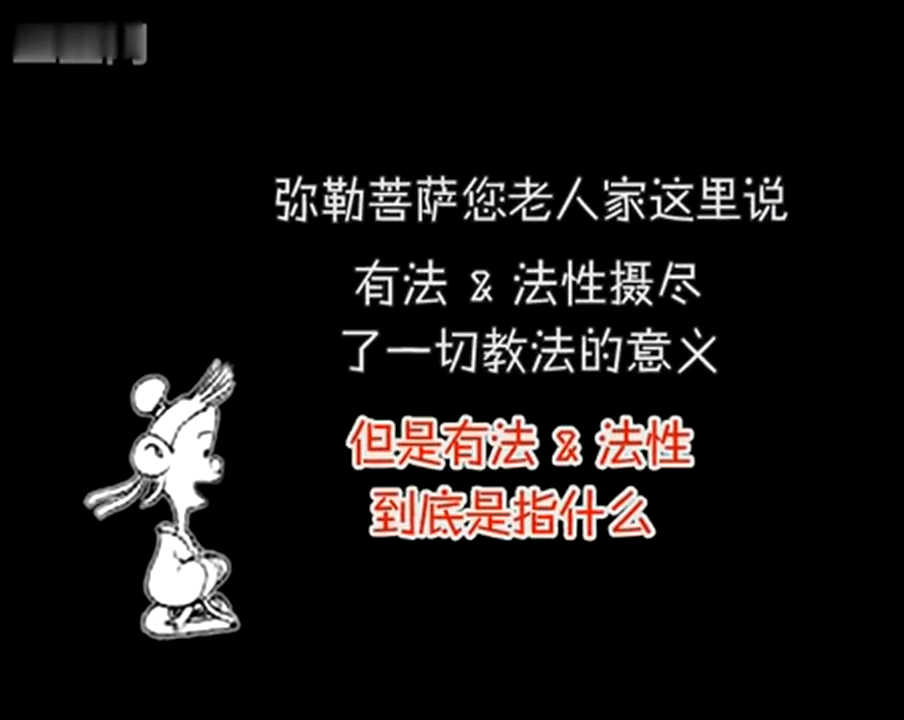 弥勒菩萨您老人家这里说
有法 & 法性摄尽
了一切教法的意义
但是有法 & 法性
到底是指什么